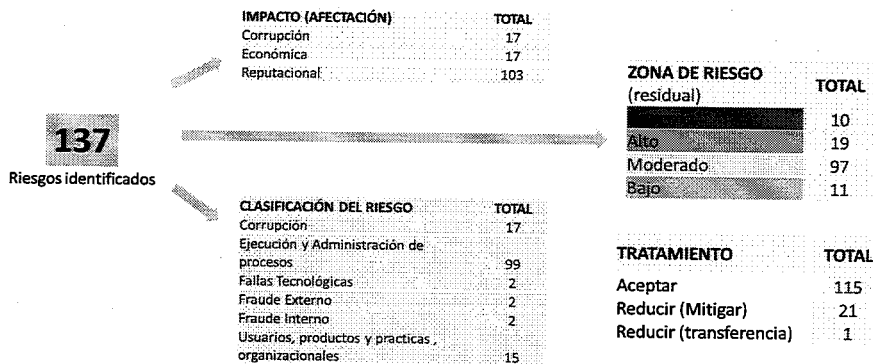 137
Riesgos identificados
IMPACTO (AFECTACIÓN) TOTAL
Corrupción 17
Económica 17
Reputacional 103
CLASIFICACIÓN DEL RIESGO TOTAL
Corrupción 17
Ejecución y Administración de
procesos 99
Fallas Tecnológicas 2
Fraude Externo 2
Fraude Interno 2
Usuarios, productos y practicas ,
organizacionales 15
ZONA DE RIESGO TOTAL
(residual)
10
Alto 19
Moderado 97
Bajo 11
TRATAMIENTO TOTAL
Aceptar 115
Reducir (Mitigar) 21
Reducir (transferencia) 1